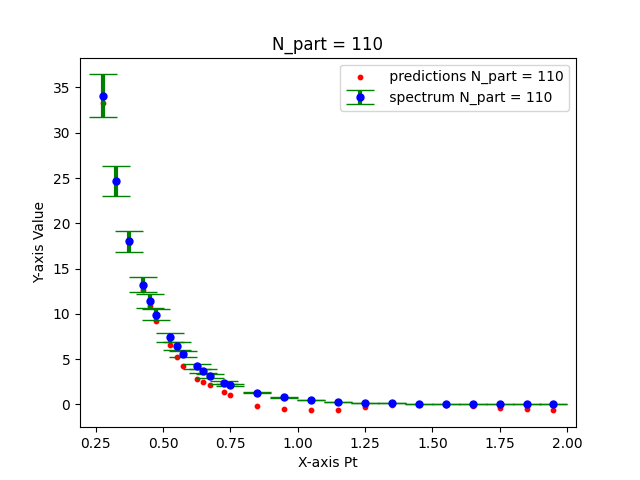 N_part = 110
predictions N_part = 110
spectrum N_part = 110
Y-axis Value
35
30
25
20
15
10
5
0
0.25 0.50 0.75 1.00 1.25 1.50 1.75 2.00
X-axis Pt